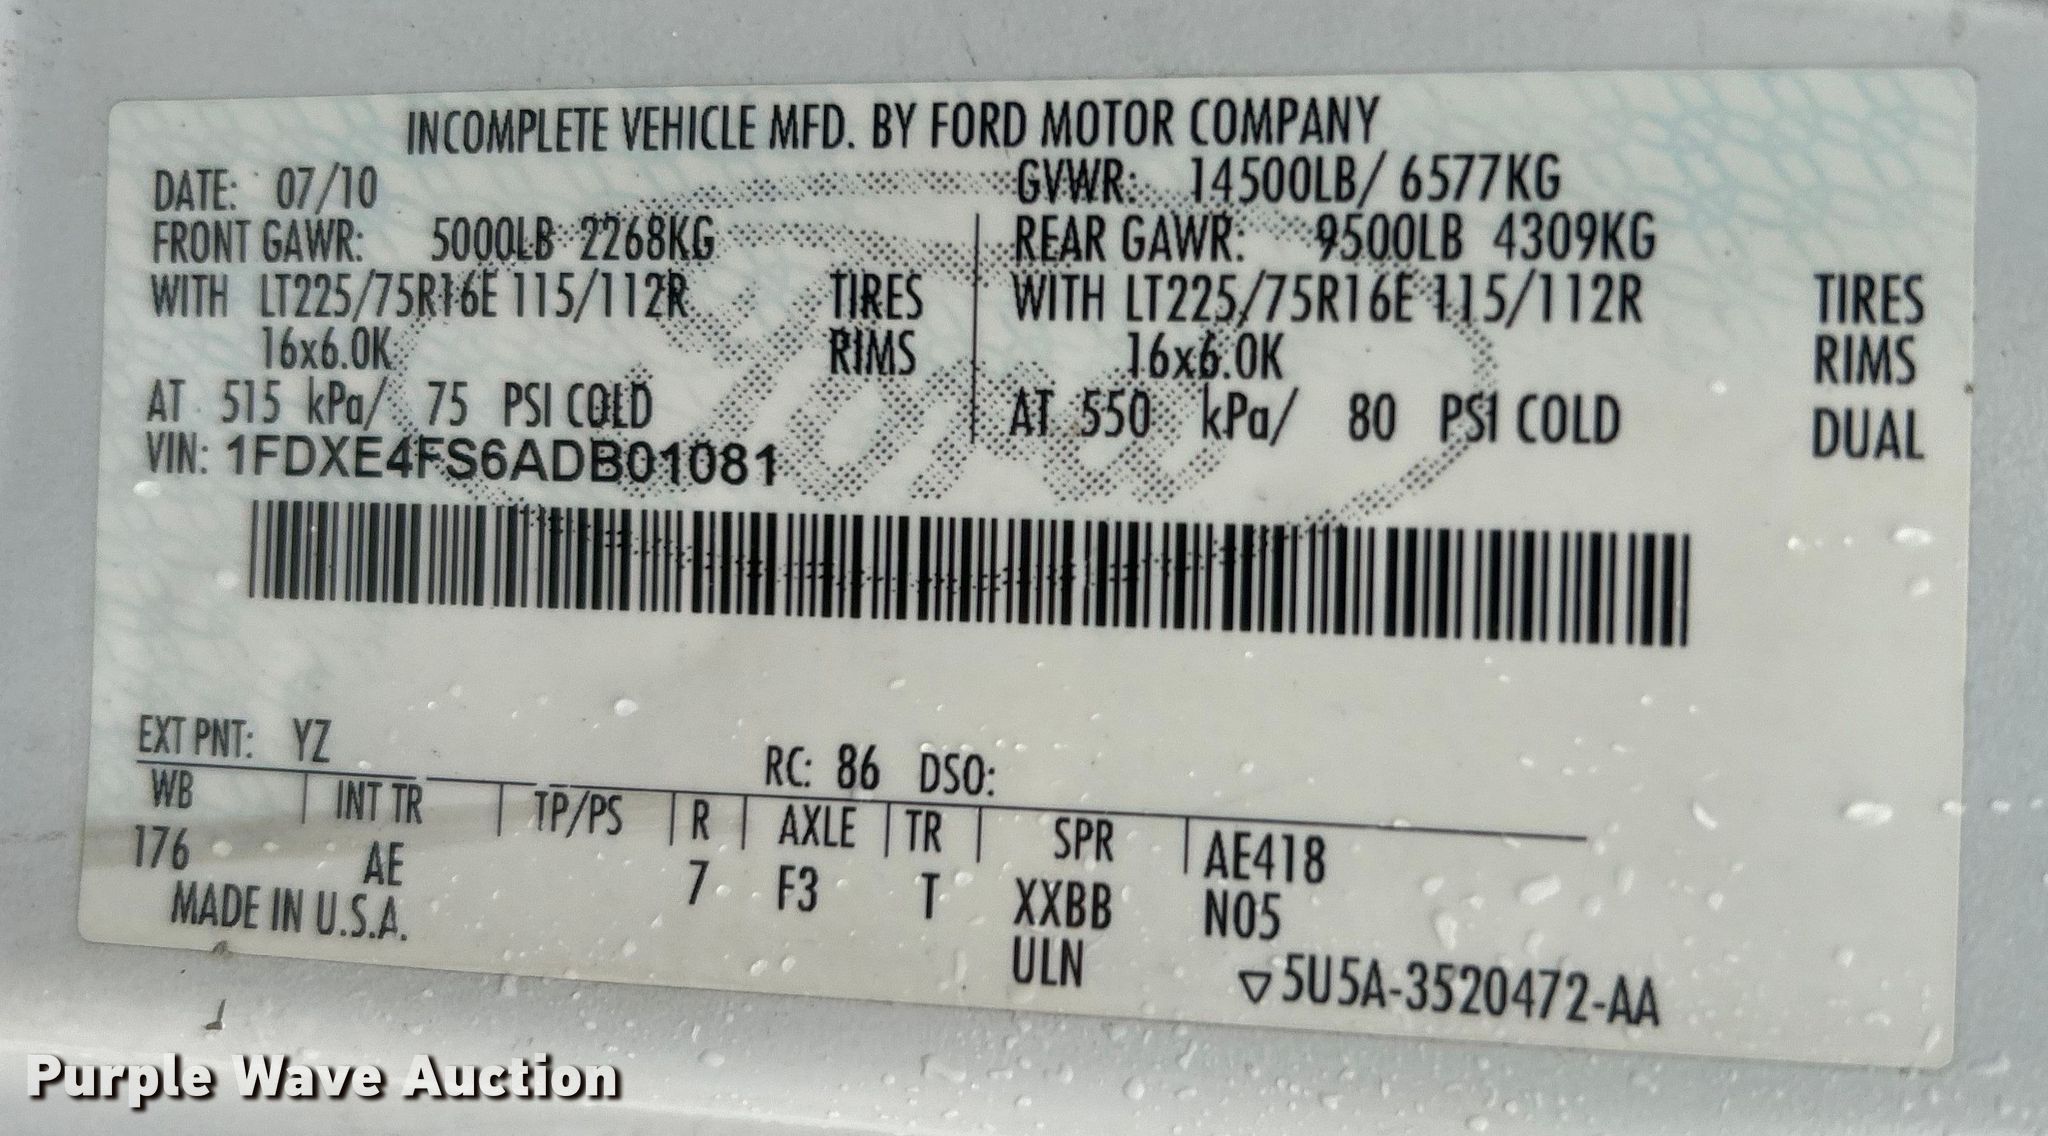 INCOMPLETE VEHICLE MFD. BY FORD MOTOR COMPANY
DATE: 07/10 GVWR: 14500LB/ 6577KG
FRONT GAWR: 5000LB 2268KG REAR GAWR: 9500LB 4309KG
WITH LT225/75R16E 115/112R TIRES WITH LT225/75R16E 115/112R TIRES
16x6.0K RIMS 16x6.0K RIMS
AT 515 kPa/ 75 PSI COLD AT 550 kPa/ 80 PSI COLD DUAL
VIN: 1FDXE4FS6ADB01081
Ford
EXT PNT: YZ RC: 86 DSO:
WB INT TR TP/PS R AXLE TR SPR AE418
176 AE 7 F3 T XXBB N05
MADE IN U.S.A. ULN
▽5U5A-3520472-AA
Purple Wave Auction